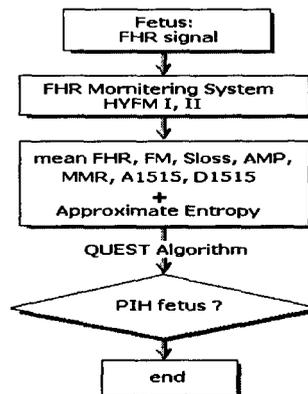 Fetus:
FHR signal
FHR Mornitering System
HYFM I, II
mean FHR, FM, Sloss, AMP,
MMR, A1515, D1515
+
Approximate Entropy
QUEST Algorithm
PIH fetus ?
end